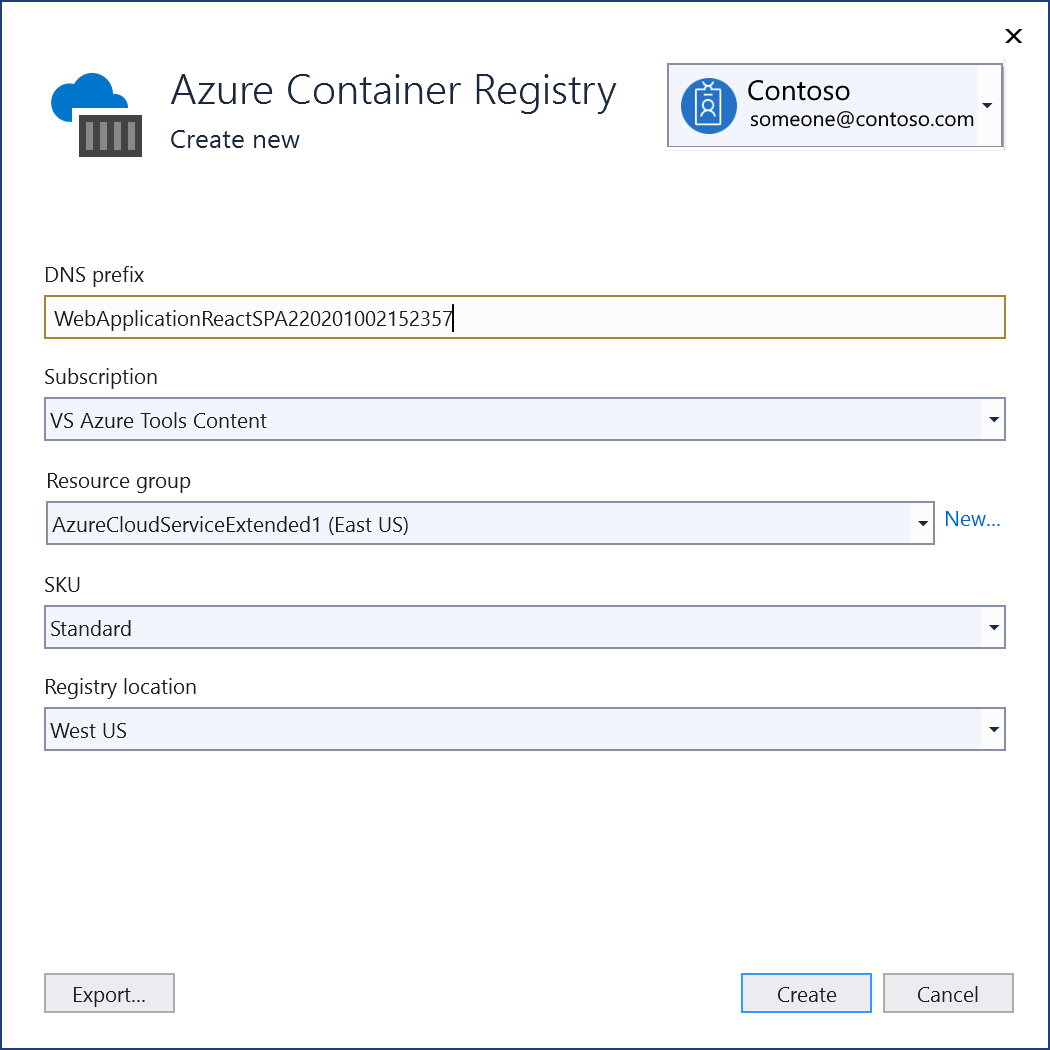 Azure Container Registry
Create new
Contoso
someone@contoso.com
DNS prefix
WebApplicationReactSPA220201002152357
Subscription
VS Azure Tools Content
Resource group
AzureCloudServiceExtended1 (East US)
New...
SKU
Standard
Registry location
West US
Export...
Create
Cancel